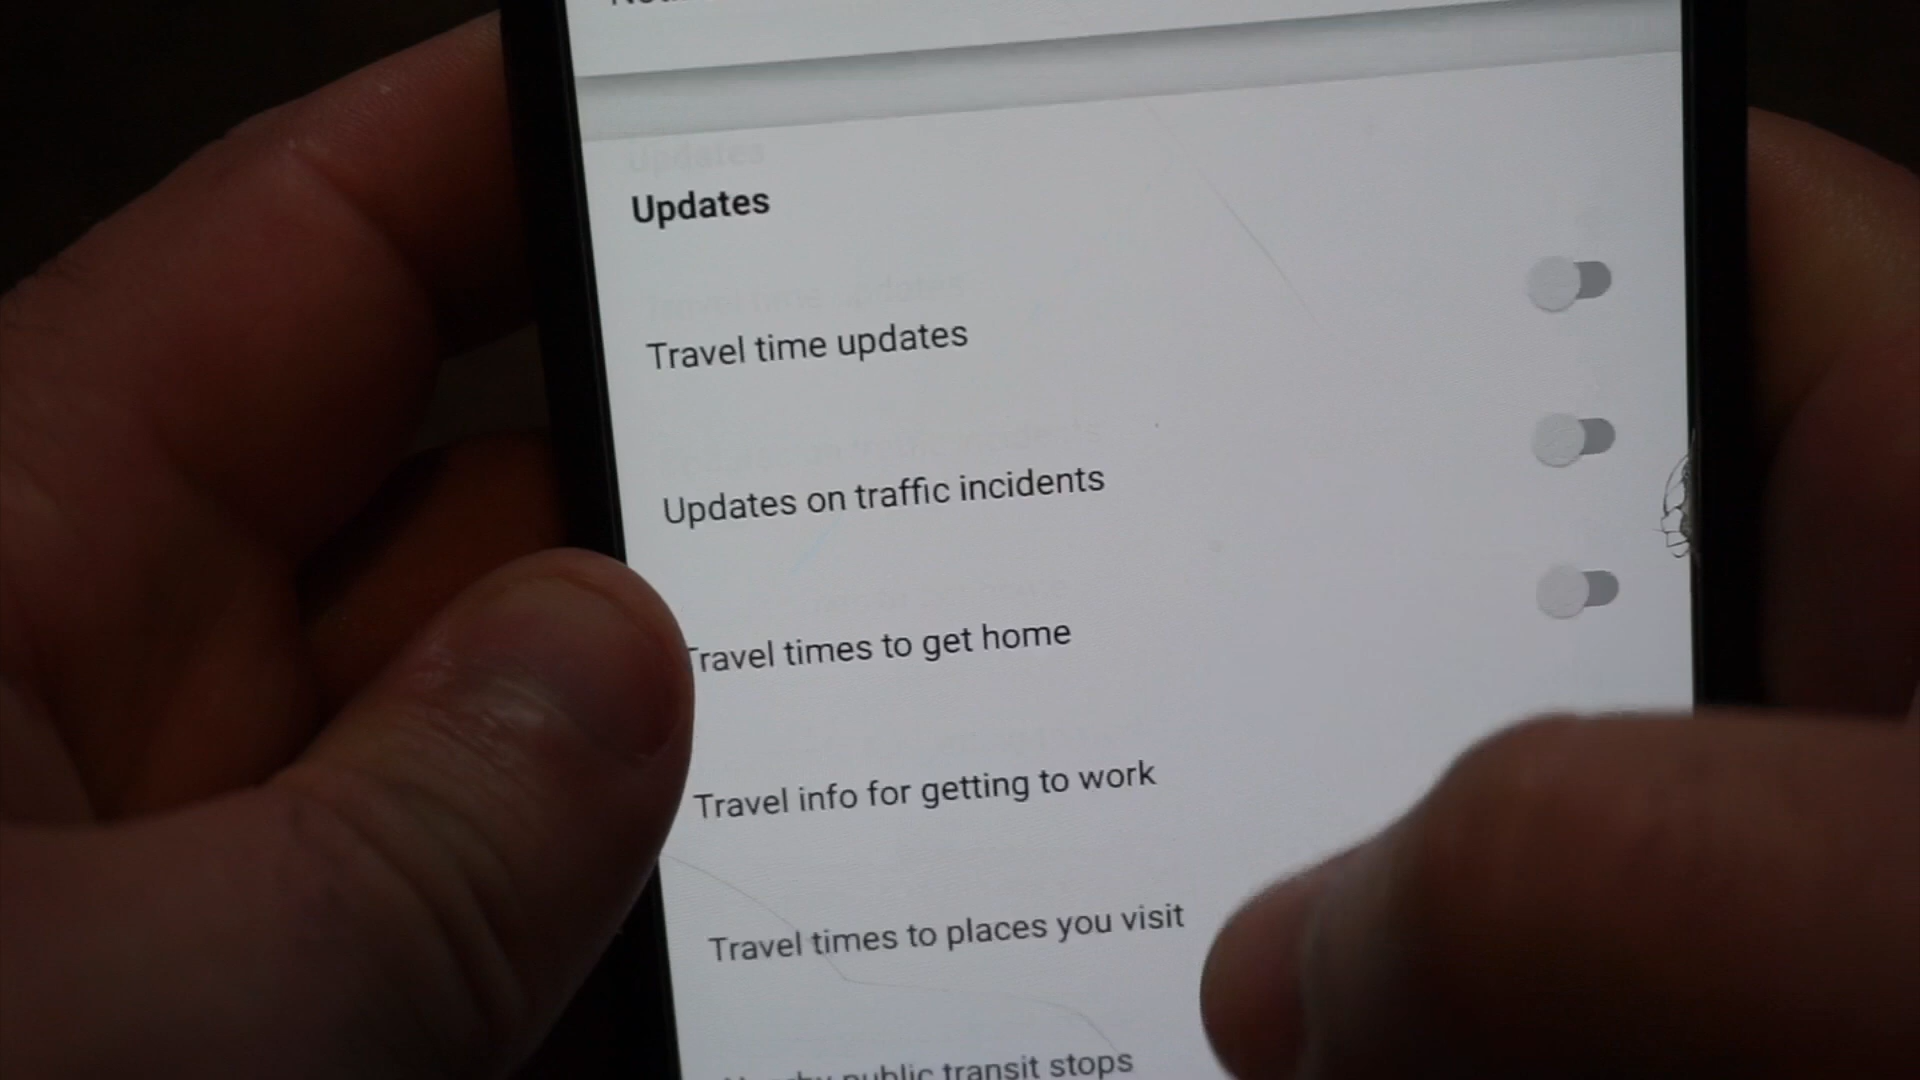 Updates
Travel time updates
Updates on traffic incidents
Travel times to get home
Travel info for getting to work
Travel times to places you visit
public transit stops